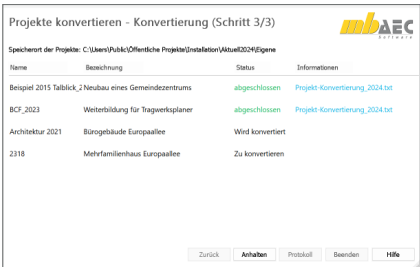 Projekte konvertieren - Konvertierung (Schritt 3/3)
mb AEC
Software
Speicherort der Projekte: C:\Users\Public\Öffentliche Projekte\Installation\Aktuell2024\Eigene
Name Bezeichnung Status Informationen
Beispiel 2015 Talblick_2 Neubau eines Gemeindezentrums abgeschlossen Projekt-Konvertierung_2024.txt
BCF_2023 Weiterbildung für Tragwerksplaner abgeschlossen Projekt-Konvertierung_2024.txt
Architektur 2021 Bürogebäude Europaallee Wird konvertiert
2318 Mehrfamilienhaus Europaallee Zu konvertieren
Zurück Anhalten Protokoll Beenden Hilfe